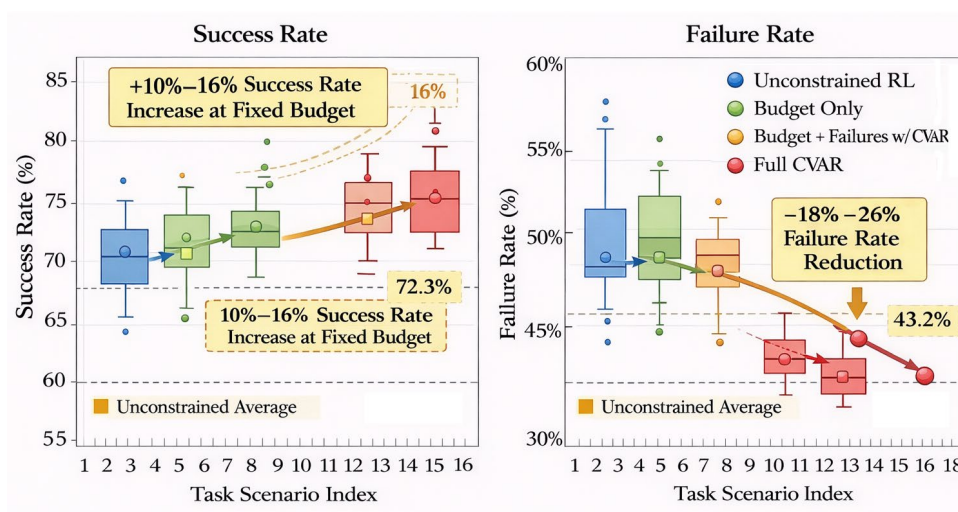 Success Rate
85
80
75
70
65
60
55
Success Rate (%)
+10%–16% Success Rate
Increase at Fixed Budget
16%
72.3%
10%–16% Success Rate
Increase at Fixed Budget
Unconstrained Average
1 2 3 4 5 6 7 8 9 10 12 13 15 16
Task Scenario Index
Failure Rate
60%
55%
50%
45%
30%
Failure Rate (%)
Unconstrained RL
Budget Only
Budget + Failures w/CVAR
Full CVAR
–18% –26%
Failure Rate
Reduction
43.2%
Unconstrained Average
1 2 3 4 5 6 7 8 9 10 11 12 13 14 15 16 18
Task Scenario Index